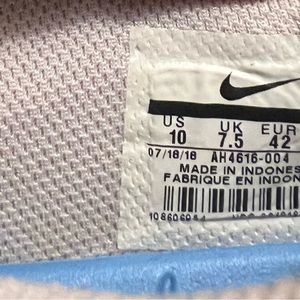 US UK EUR
10 7.5 42
07/18/18 AH4616-004
MADE IN INDONES
FABRIQUE EN INDON